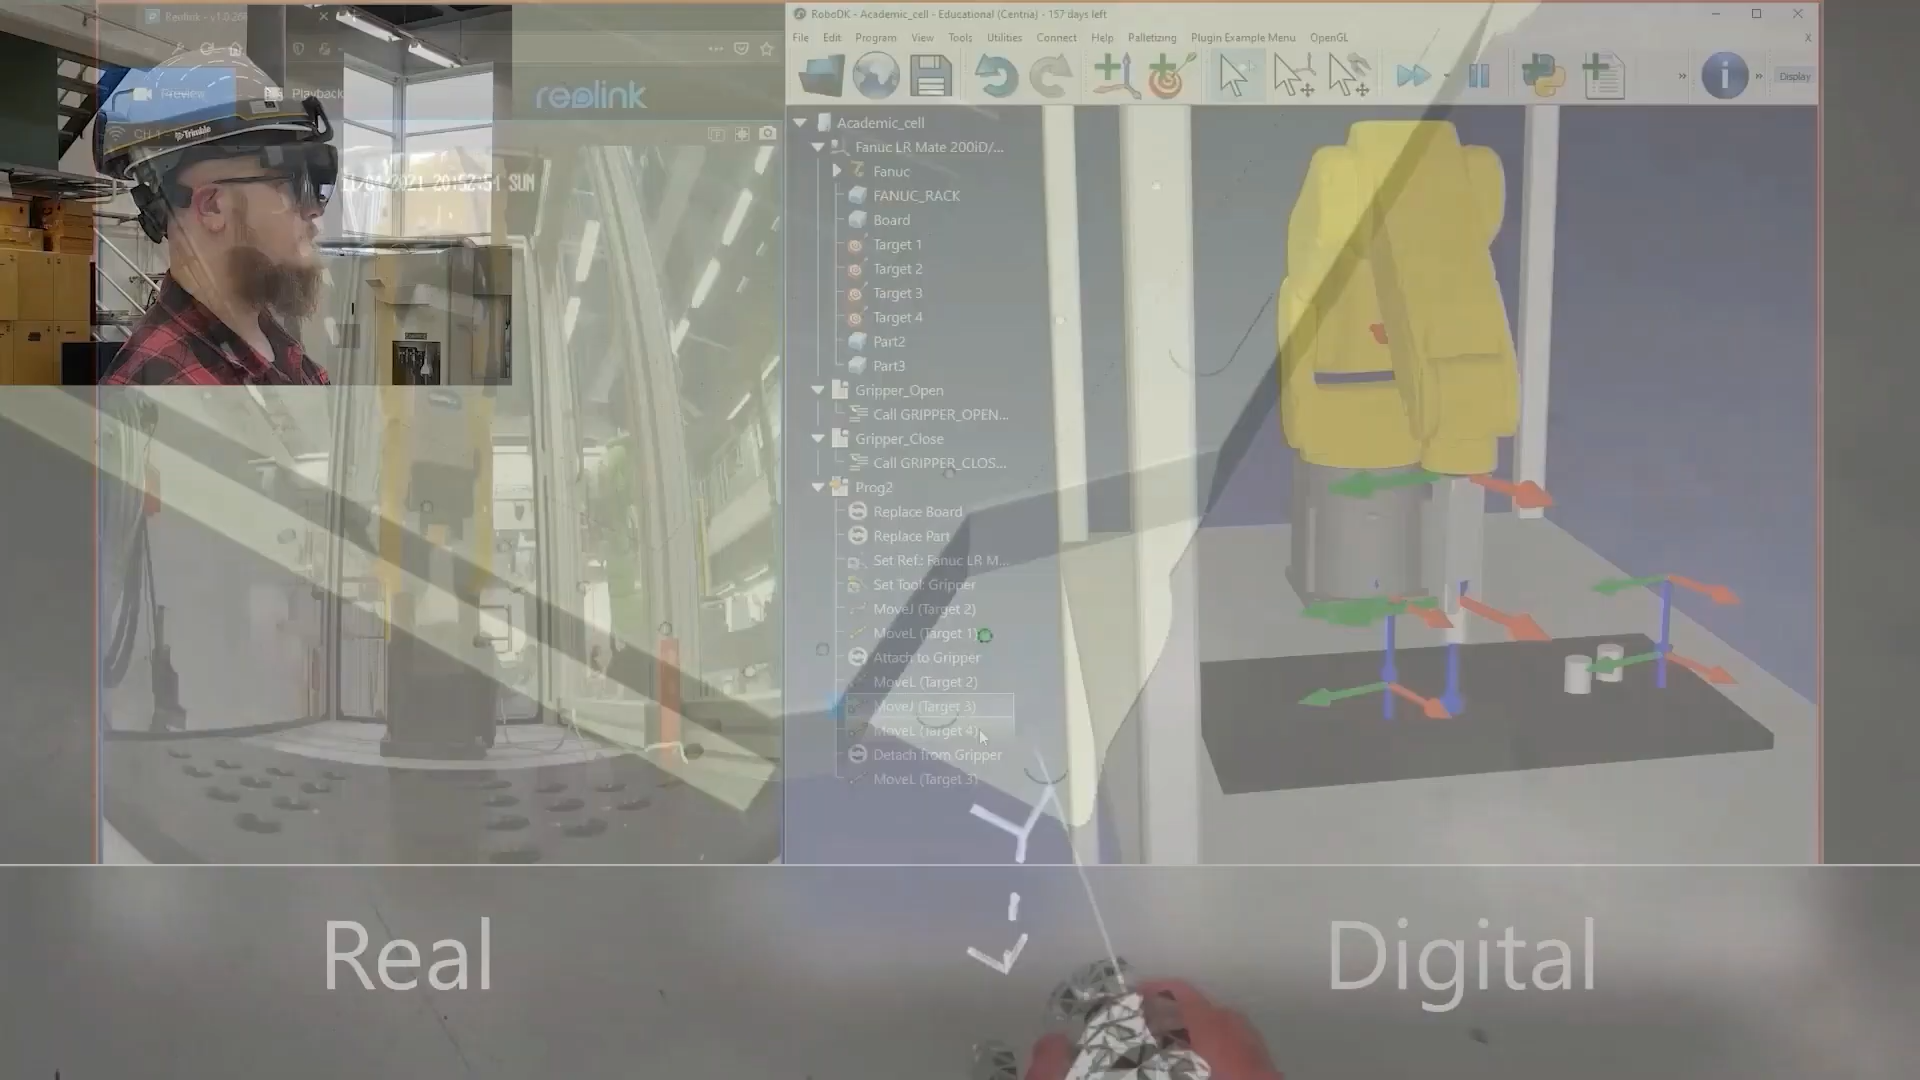 Reolink - v1.0.26
Preview
Playback
reolink
CH 1
Trimble
11/04/2021 20:52:54 SUN
RoboDK - Academic_cell - Educational (Centria) - 157 days left
File Edit Program View Tools Utilities Connect Help Palletizing Plugin Example Menu OpenGL
Display
Academic_cell
Fanuc LR Mate 200iD/...
Fanuc
FANUC_RACK
Board
Target 1
Target 2
Target 3
Target 4
Part2
Part3
Gripper_Open
Call GRIPPER_OPEN...
Gripper_Close
Call GRIPPER_CLOS...
Prog2
Replace Board
Replace Part
Set Ref.: Fanuc LR M...
Set Tool: Gripper
MoveJ (Target 2)
MoveL (Target 1)
Attach to Gripper
MoveL (Target 2)
MoveJ (Target 3)
MoveL (Target 4)
Detach from Gripper
MoveL (Target 3)
Real
Digital